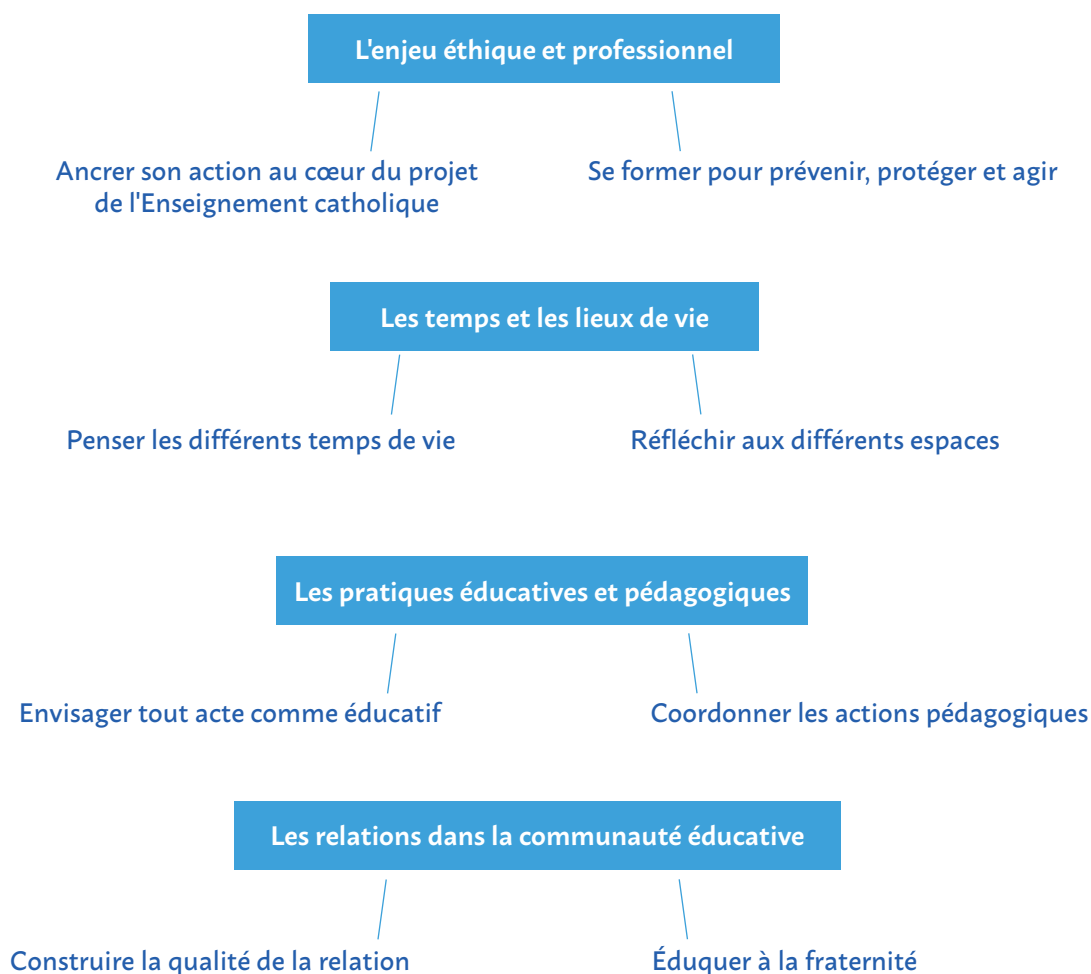 L'enjeu éthique et professionnel
Ancrer son action au cœur du projet
de l'Enseignement catholique
Se former pour prévenir, protéger et agir
Les temps et les lieux de vie
Penser les différents temps de vie
Réfléchir aux différents espaces
Les pratiques éducatives et pédagogiques
Envisager tout acte comme éducatif
Coordonner les actions pédagogiques
Les relations dans la communauté éducative
Construire la qualité de la relation
Éduquer à la fraternité